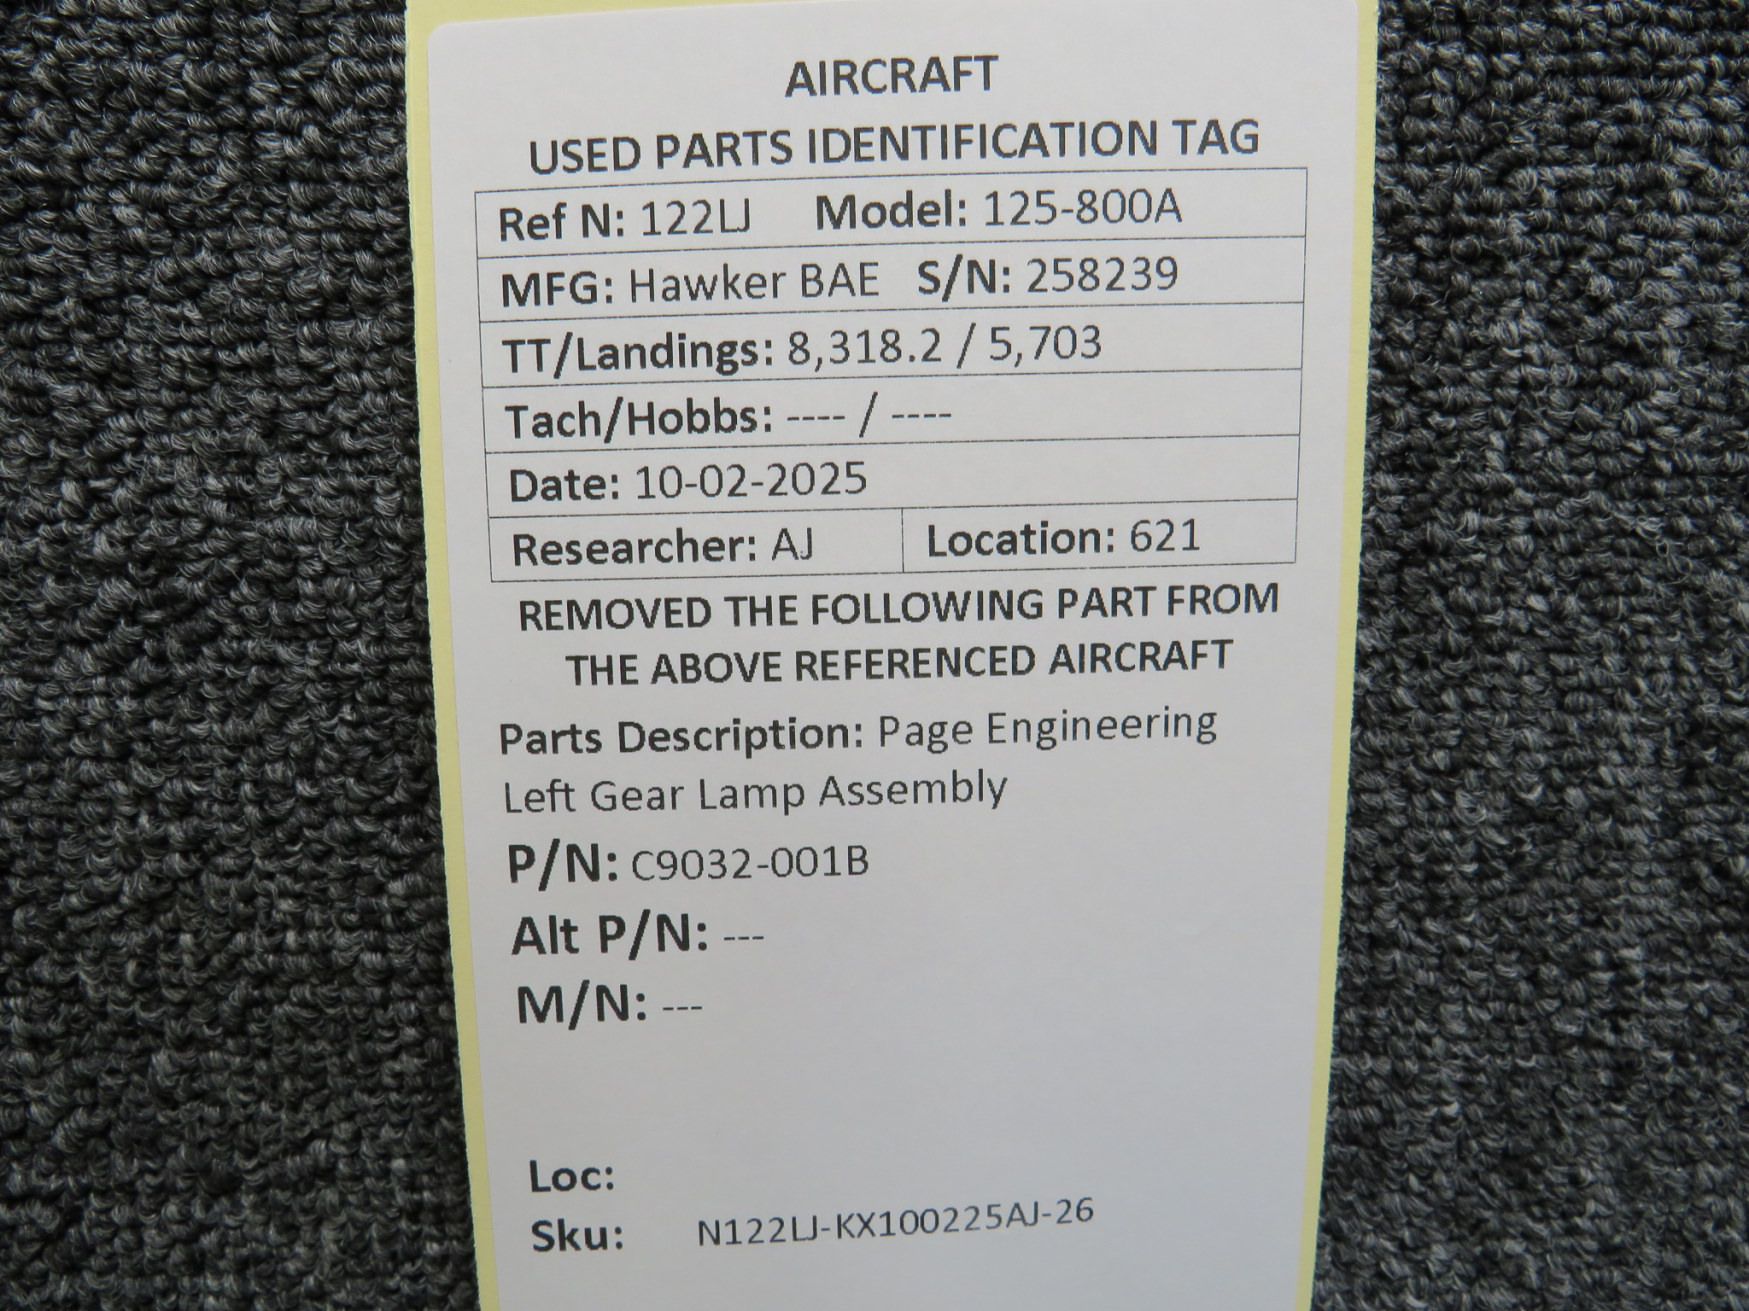 AIRCRAFT
USED PARTS IDENTIFICATION TAG
Ref N: 122LJ Model: 125-800A
MFG: Hawker BAE S/N: 258239
TT/Landings: 8,318.2 / 5,703
Tach/Hobbs: ---- / ----
Date: 10-02-2025
Researcher: AJ Location: 621
REMOVED THE FOLLOWING PART FROM
THE ABOVE REFERENCED AIRCRAFT
Parts Description: Page Engineering
Left Gear Lamp Assembly
P/N: C9032-001B
Alt P/N: ---
M/N: ---
Loc:
Sku: N122LJ-KX100225AJ-26